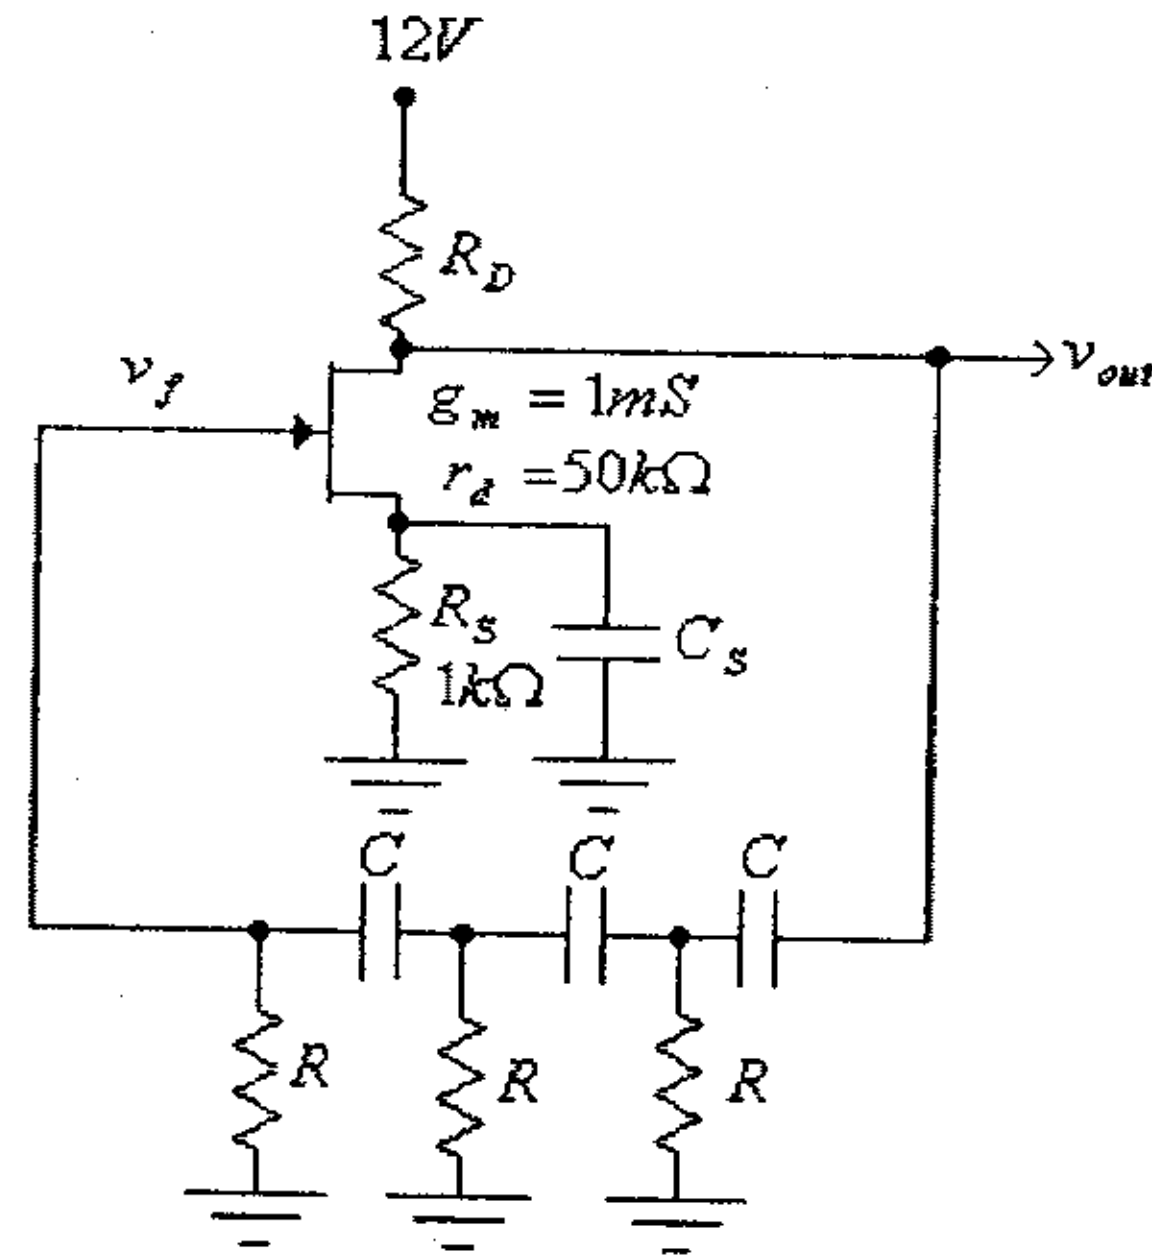 12V
R_D
v_f
v_out
g_m = 1mS
r_d = 50kΩ
R_S
1kΩ
C_s
C
C
C
R
R
R